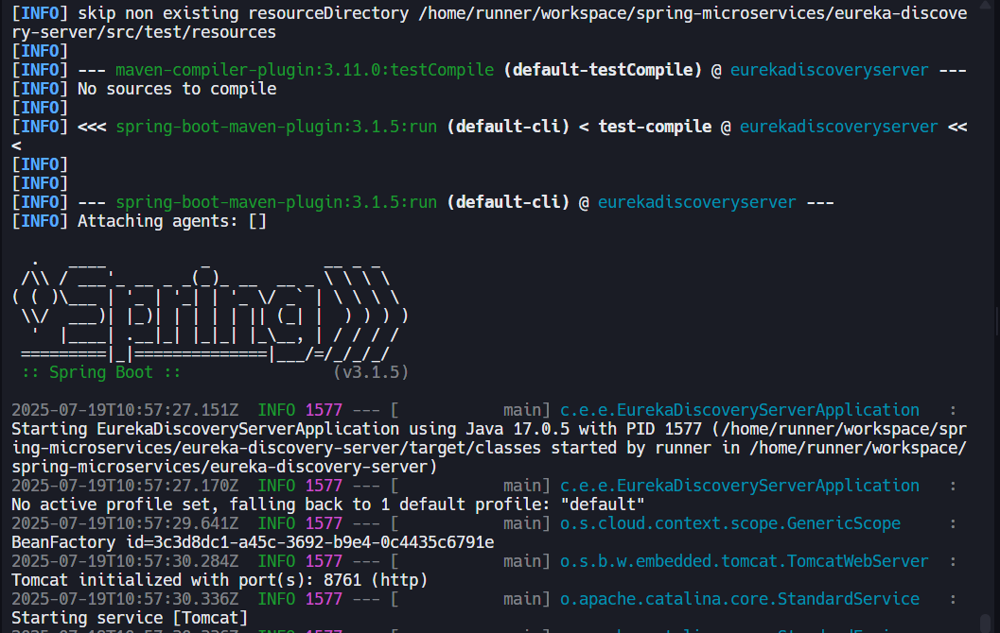 [INFO] skip non existing resourceDirectory /home/runner/workspace/spring-microservices/eureka-discove
ry-server/src/test/resources
[INFO]
[INFO] --- maven-compiler-plugin:3.11.0:testCompile (default-testCompile) @ eurekadiscoveryserver ---
[INFO] No sources to compile
[INFO]
[INFO] <<< spring-boot-maven-plugin:3.1.5:run (default-cli) < test-compile @ eurekadiscoveryserver <<
<
[INFO]
[INFO]
[INFO] --- spring-boot-maven-plugin:3.1.5:run (default-cli) @ eurekadiscoveryserver ---
[INFO] Attaching agents: []

  .   ____          _            __ _ _
 /\\ / ___'_ __ _ _(_)_ __  __ _ \ \ \ \
( ( )\___ | '_ | '_| | '_ \/ _` | \ \ \ \
 \\/  ___)| |_)| | | | | || (_| |  ) ) ) )
  '  |____| .__|_| |_|_| |_\__, | / / / /
 =========|_|==============|___/=/_/_/_/
 :: Spring Boot ::                (v3.1.5)

2025-07-19T10:57:27.151Z  INFO 1577 --- [           main] c.e.e.EurekaDiscoveryServerApplication   :
Starting EurekaDiscoveryServerApplication using Java 17.0.5 with PID 1577 (/home/runner/workspace/spr
ing-microservices/eureka-discovery-server/target/classes started by runner in /home/runner/workspace/
spring-microservices/eureka-discovery-server)
2025-07-19T10:57:27.170Z  INFO 1577 --- [           main] c.e.e.EurekaDiscoveryServerApplication   :
No active profile set, falling back to 1 default profile: "default"
2025-07-19T10:57:29.641Z  INFO 1577 --- [           main] o.s.cloud.context.scope.GenericScope     :
BeanFactory id=3c3d8dc1-a45c-3692-b9e4-0c4435c6791e
2025-07-19T10:57:30.284Z  INFO 1577 --- [           main] o.s.b.w.embedded.tomcat.TomcatWebServer  :
Tomcat initialized with port(s): 8761 (http)
2025-07-19T10:57:30.336Z  INFO 1577 --- [           main] o.apache.catalina.core.StandardService   :
Starting service [Tomcat]